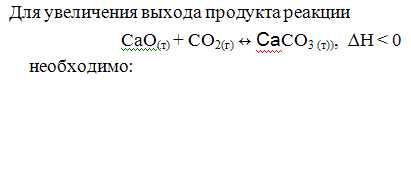 Для увеличения выхода продукта реакции
CaO(т) + CO2(г) ↔ CaCO3 (т)), ΔH < 0
необходимо: